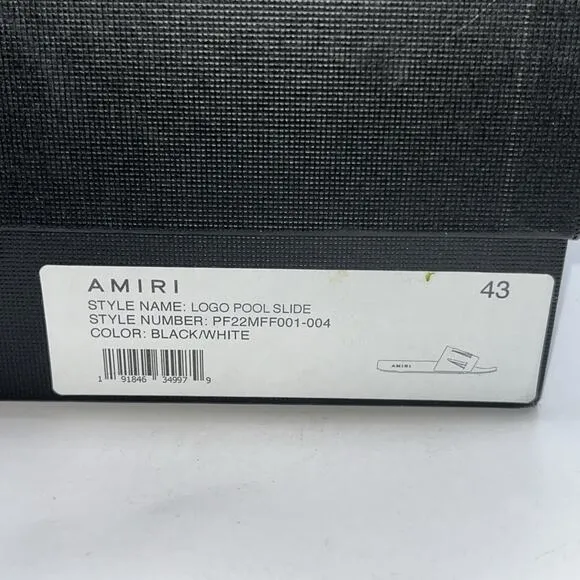 AMIRI
43
STYLE NAME: LOGO POOL SLIDE
STYLE NUMBER: PF22MFF001-004
COLOR: BLACK/WHITE
AMIRI
1 91846 34997 9